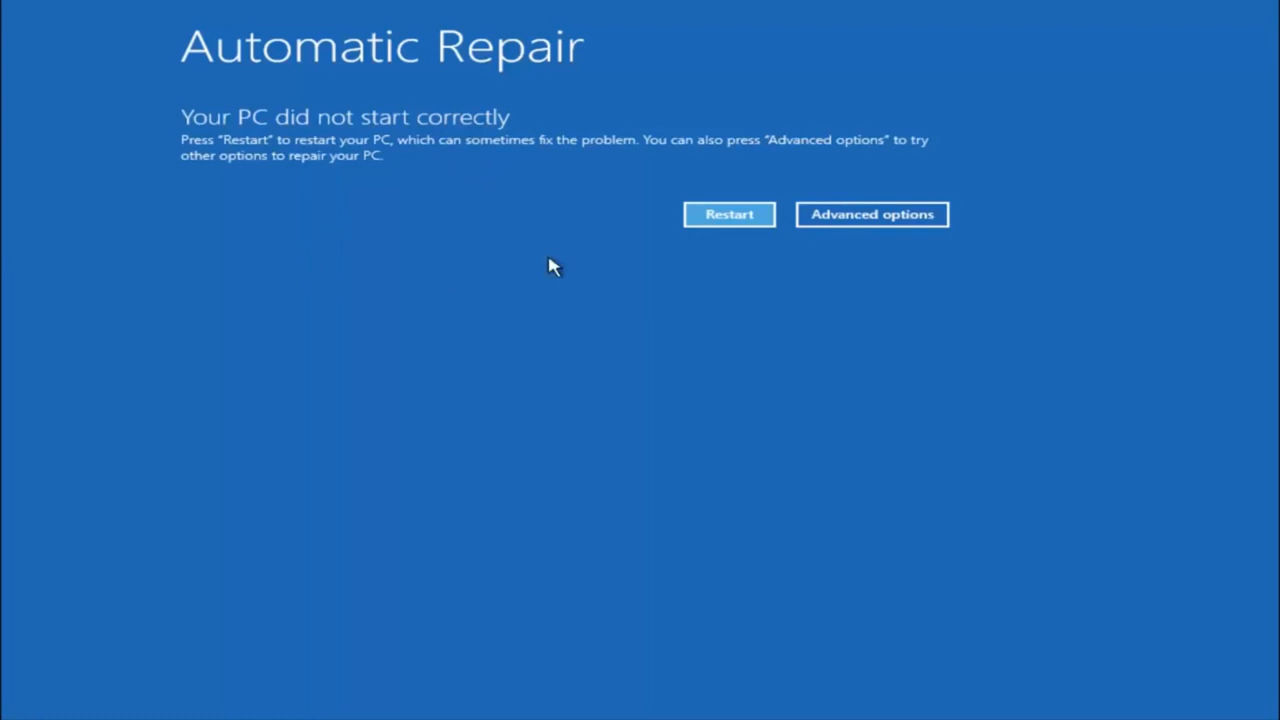 Automatic Repair
Your PC did not start correctly
Press “Restart” to restart your PC, which can sometimes fix the problem. You can also press “Advanced options” to try
other options to repair your PC.
Restart
Advanced options